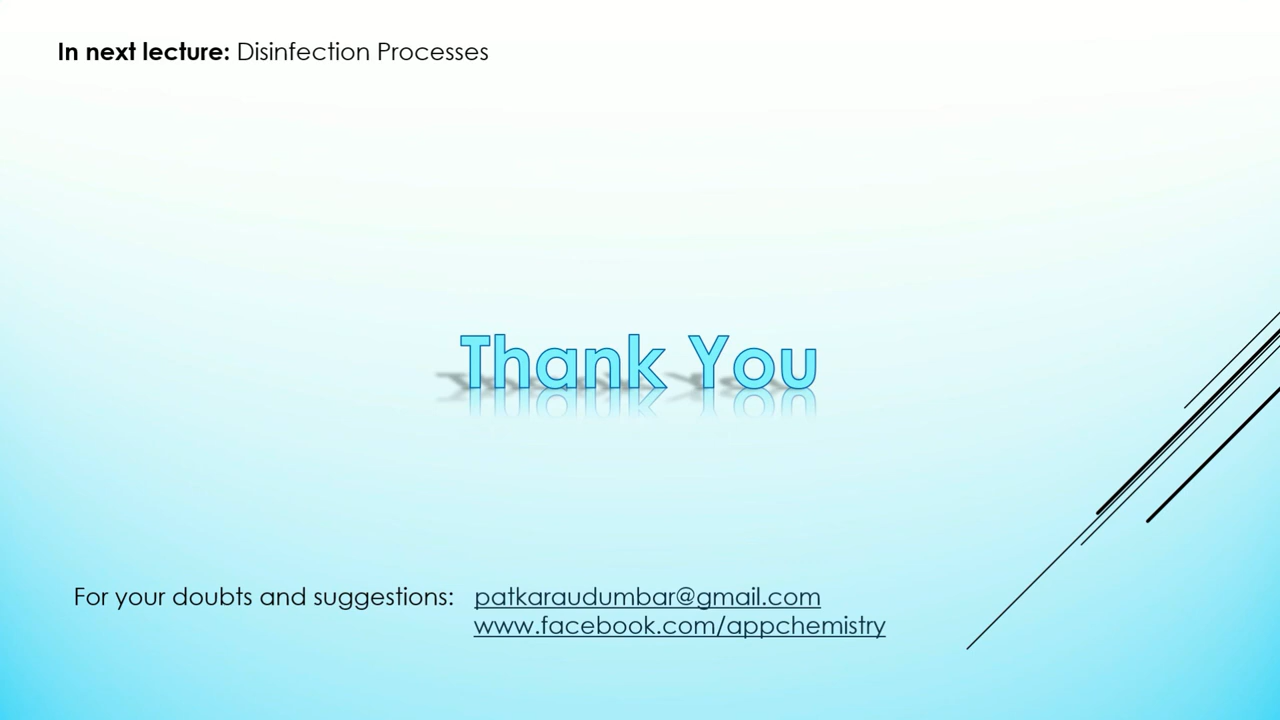 In next lecture: Disinfection Processes
Thank You
For your doubts and suggestions: patkaraudumbar@gmail.com
www.facebook.com/appchemistry